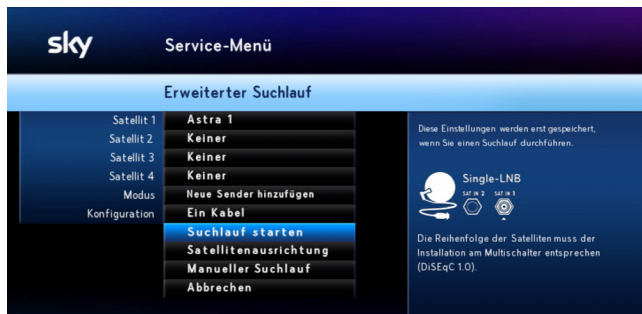 sky
Service-Menü
Erweiterter Suchlauf
Satellit 1 Astra 1
Satellit 2 Keiner
Satellit 3 Keiner
Satellit 4 Keiner
Modus Neue Sender hinzufügen
Konfiguration Ein Kabel
Suchlauf starten
Satellitenausrichtung
Manueller Suchlauf
Abbrechen
Diese Einstellungen werden erst gespeichert,
wenn Sie einen Suchlauf durchführen.
Single-LNB
SAT IN 2 SAT IN 1
Die Reihenfolge der Satelliten muss der
Installation am Multischalter entsprechen
(DiSEqC 1.0).